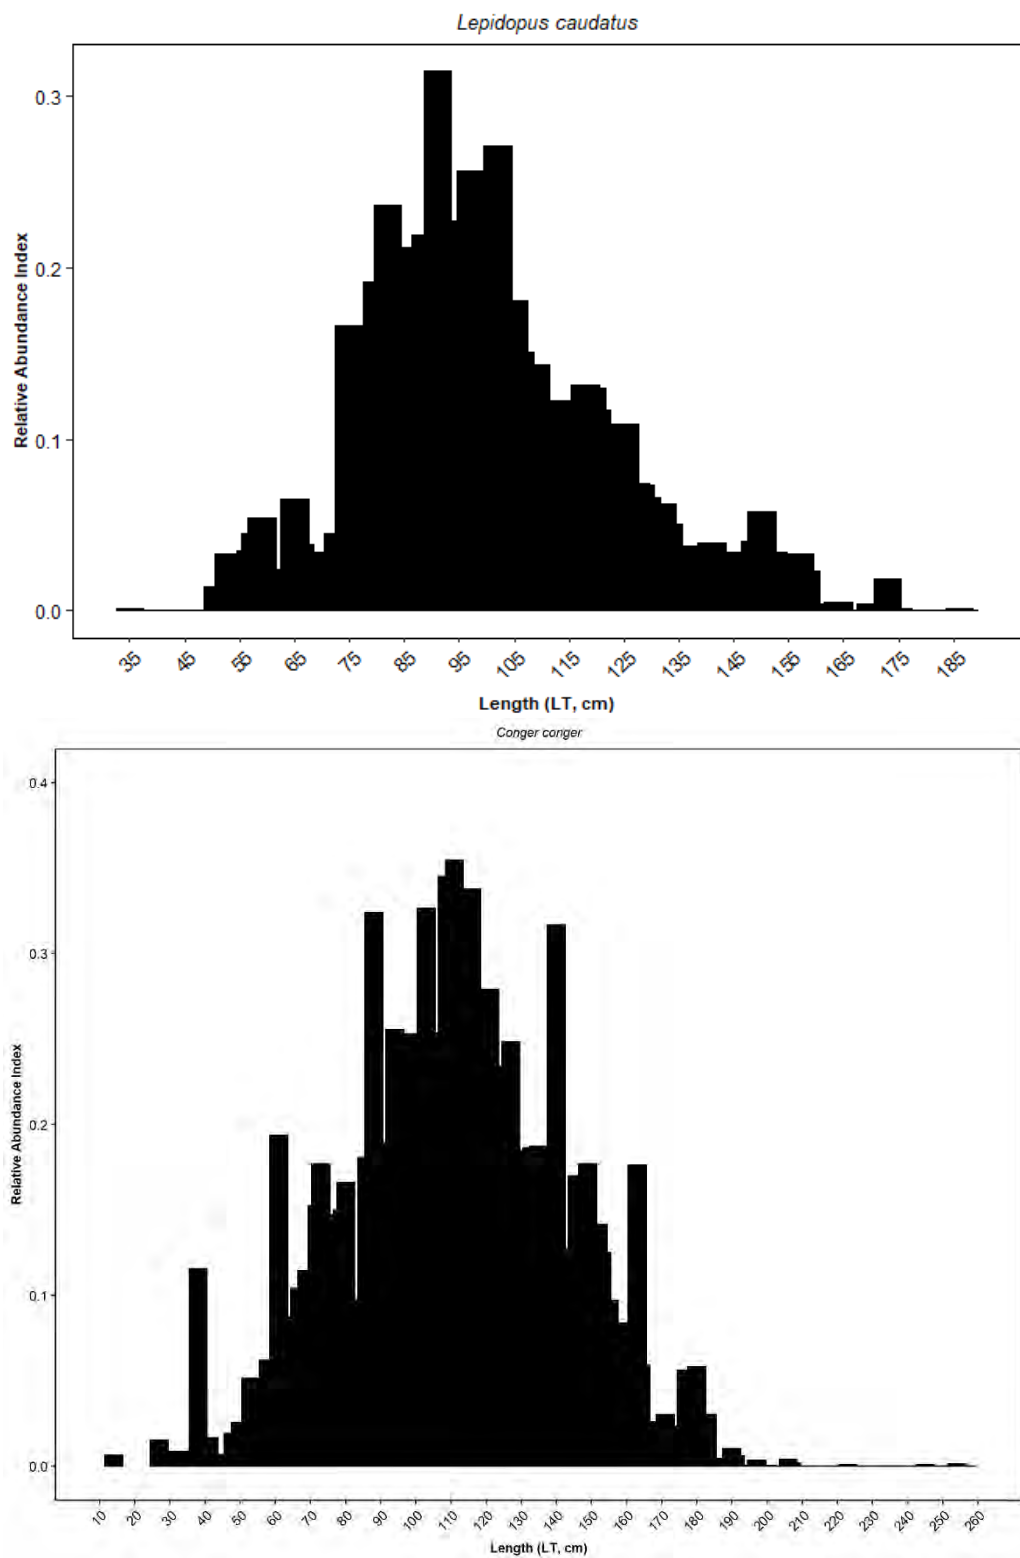 Lepidopus caudatus
0.3
0.2
0.1
0.0
Relative Abundance Index
35 45 55 65 75 85 95 105 115 125 135 145 155 165 175 185
Length (LT, cm)
Conger conger
0.4
0.3
0.2
0.1
0.0
Relative Abundance Index
10 20 30 40 50 60 70 80 90 100 110 120 130 140 150 160 170 180 190 200 210 220 230 240 250 260
Length (LT, cm)